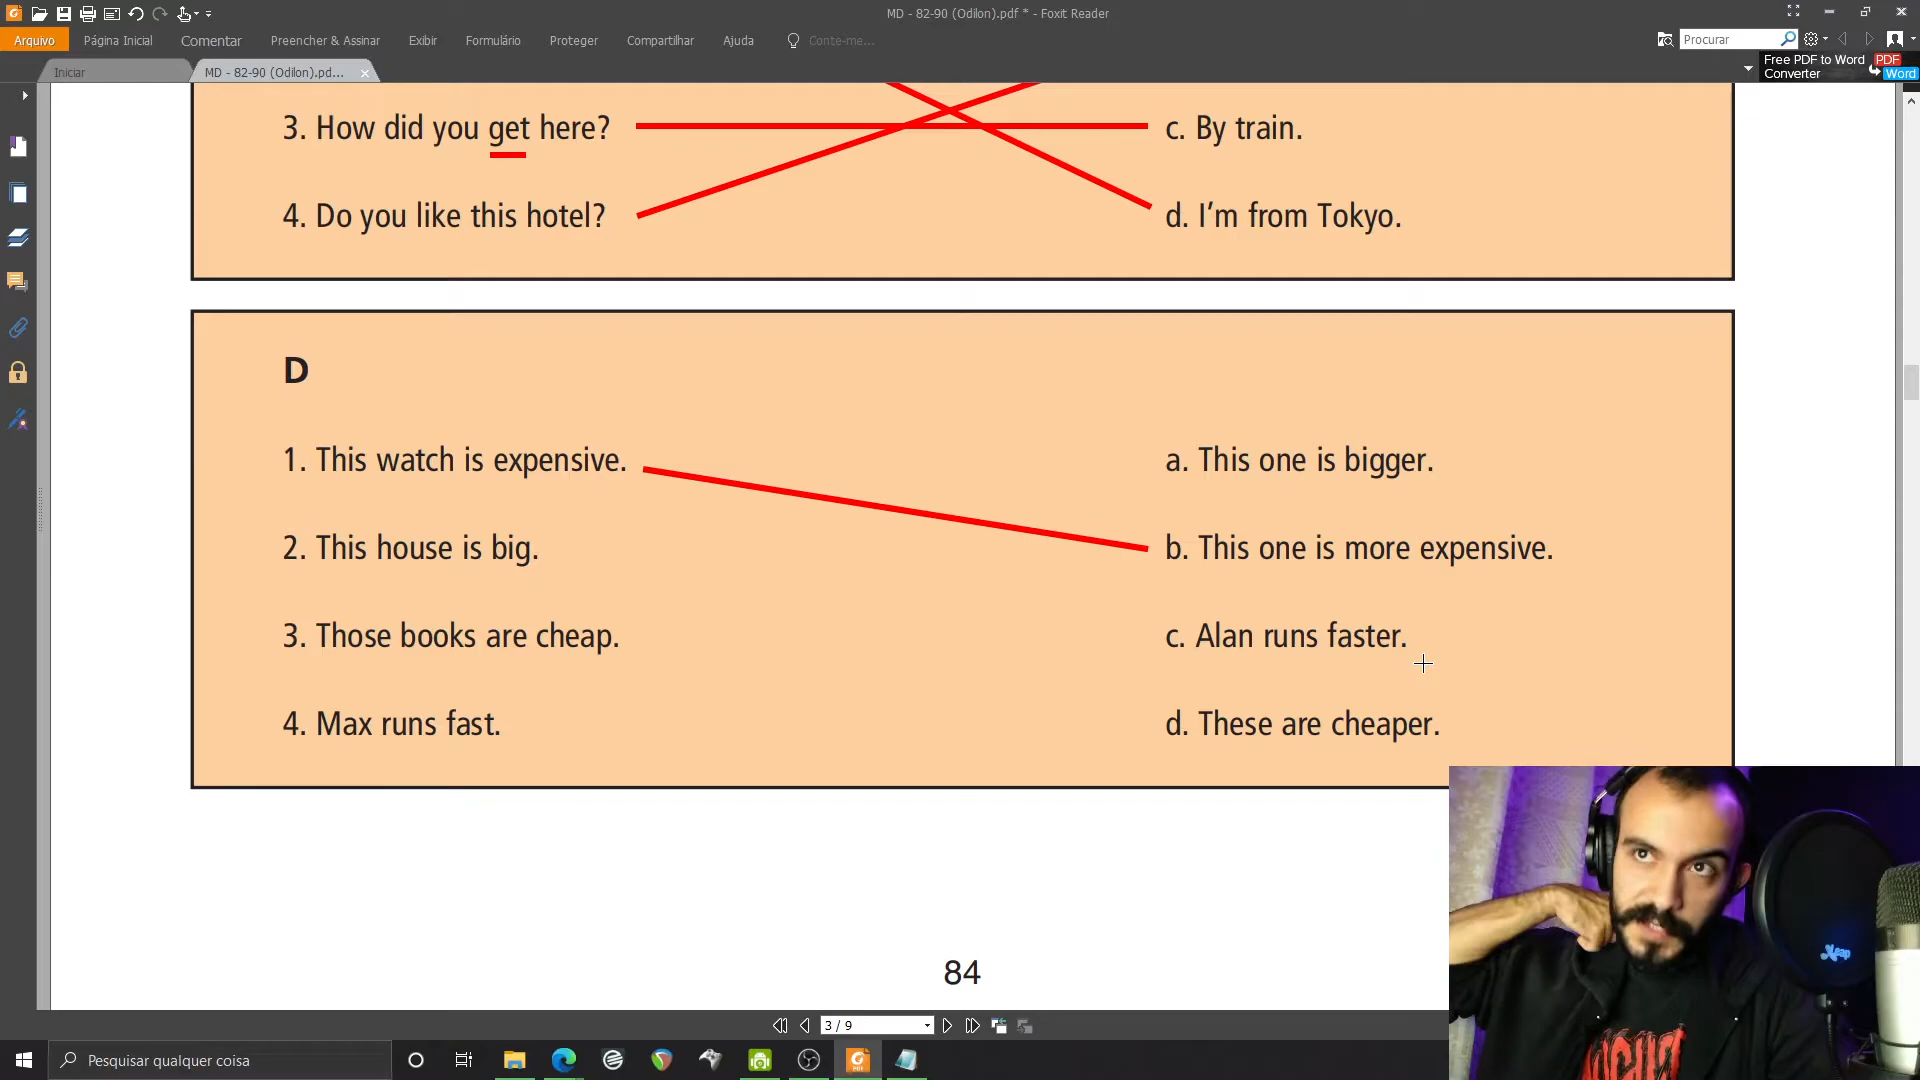 MD - 82-90 (Odilon).pdf * - Foxit Reader
Arquivo Página Inicial Comentar Preencher & Assinar Exibir Formulário Proteger Compartilhar Ajuda Conte-me... Procurar
Iniciar MD - 82-90 (Odilon).pd... Free PDF to Word PDF
Converter Word
3. How did you get here? c. By train.
4. Do you like this hotel? d. I'm from Tokyo.
D
1. This watch is expensive. a. This one is bigger.
2. This house is big. b. This one is more expensive.
3. Those books are cheap. c. Alan runs faster.
4. Max runs fast. d. These are cheaper.
84
3 / 9
Pesquisar qualquer coisa